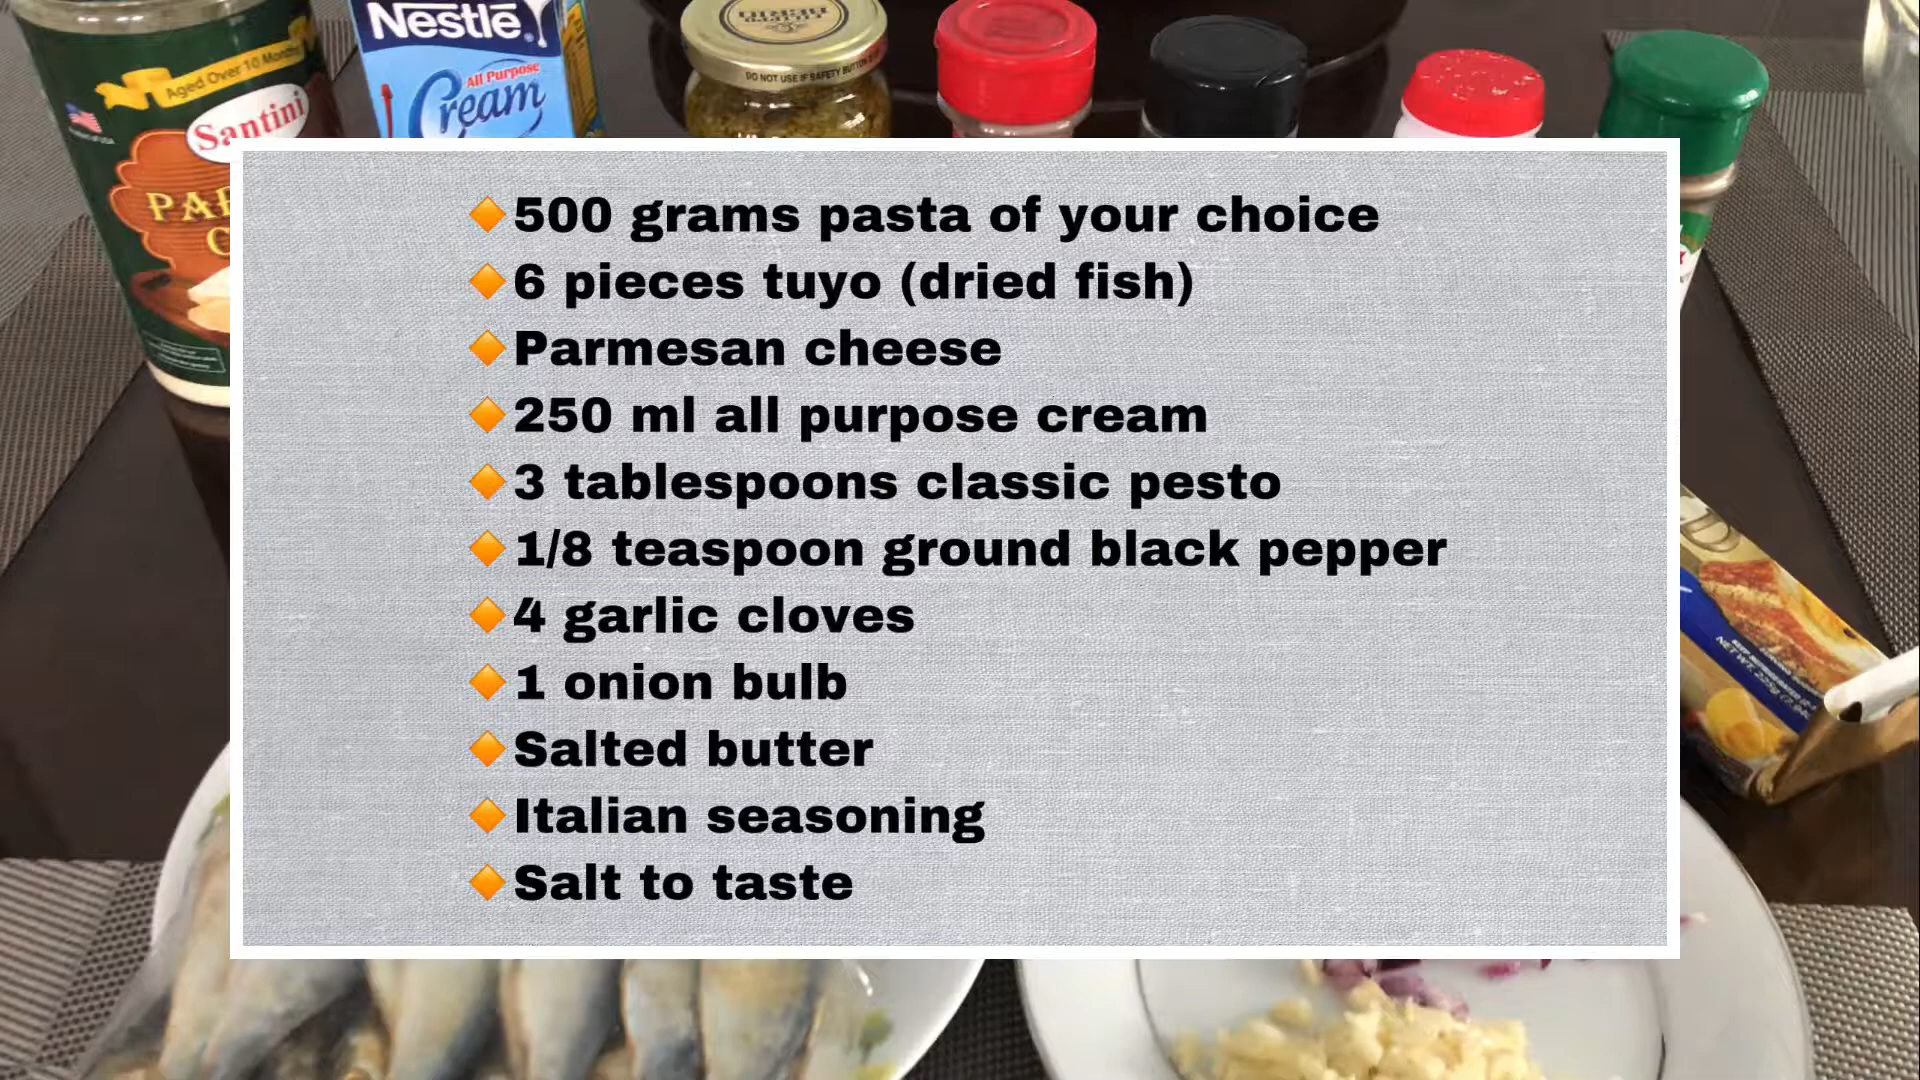 Aged Over 10 Months
Santini
Nestlé
All Purpose
Cream
DO NOT USE IF SAFETY BUTTON
500 grams pasta of your choice
6 pieces tuyo (dried fish)
Parmesan cheese
250 ml all purpose cream
3 tablespoons classic pesto
1/8 teaspoon ground black pepper
4 garlic cloves
1 onion bulb
Salted butter
Italian seasoning
Salt to taste